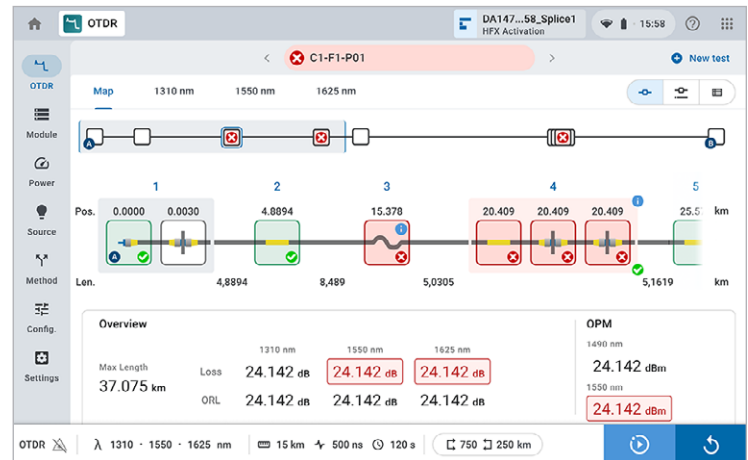 OTDR
DA147...58_Splice1
HFX Activation
15:58
C1-F1-P01
New test
OTDR
Module
Power
Source
Method
Config.
Settings
Map 1310 nm 1550 nm 1625 nm
A
B
1 2 3 4 5
Pos. 0.0000 0.0030 4.8894 15.378 20.409 20.409 20.409 25.5 km
A
Len. 4,8894 8,489 5,0305 5,1619 km
Overview
1310 nm 1550 nm 1625 nm
Max Length
37.075 km
Loss 24.142 dB 24.142 dB 24.142 dB
ORL 24.142 dB 24.142 dB 24.142 dB
OPM
1490 nm
24.142 dBm
1550 nm
24.142 dBm
OTDR λ 1310 · 1550 · 1625 nm 15 km 500 ns 120 s 750 250 km